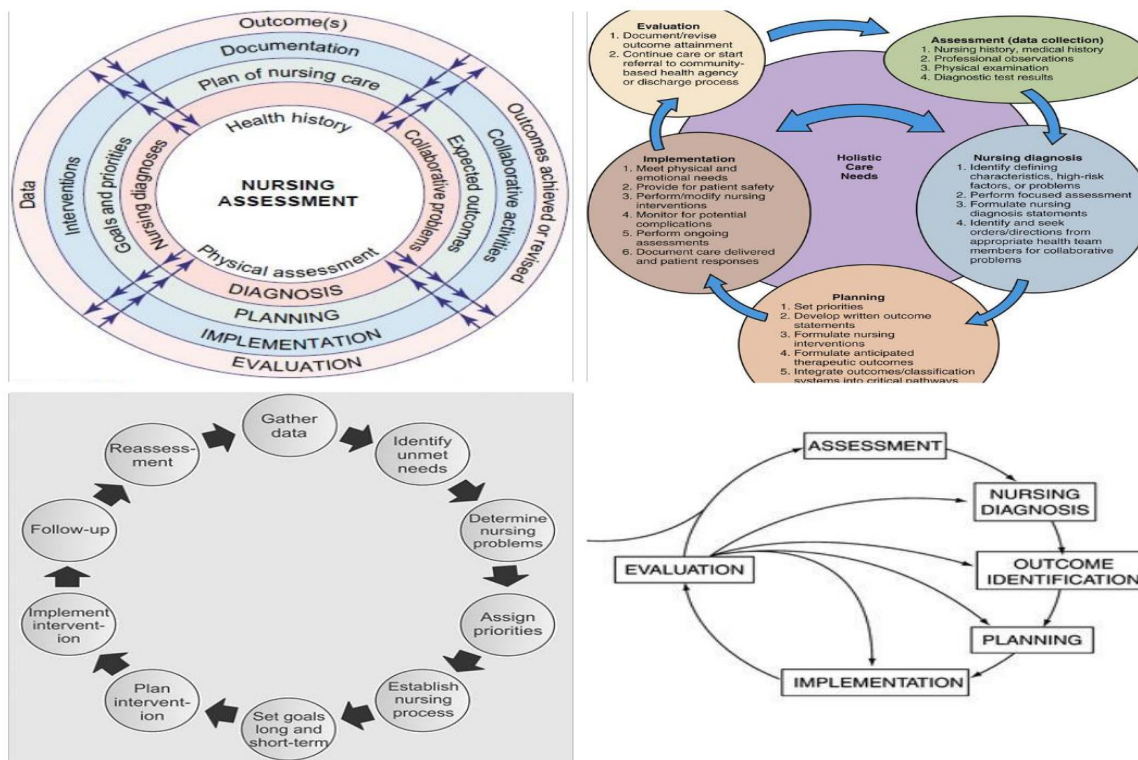 Outcome(s)
Documentation
Plan of nursing care
Health history
NURSING
ASSESSMENT
Physical assessment
DIAGNOSIS
PLANNING
IMPLEMENTATION
EVALUATION
Data
Interventions
Goals and priorities
Nursing diagnoses
Collaborative problems
Expected outcomes
Collaborative activities
Outcomes achieved or revised
Evaluation
1. Document/revise
outcome attainment
2. Continue care or start
referral to community-
based health agency
or discharge process
Assessment (data collection)
1. Nursing history, medical history
2. Professional observations
3. Physical examination
4. Diagnostic test results
Holistic
Care
Needs
Implementation
1. Meet physical and
emotional needs
2. Provide for patient safety
3. Perform/modify nursing
interventions
4. Monitor for potential
complications
5. Perform ongoing
assessments
6. Document care delivered
and patient responses
Nursing diagnosis
1. Identify defining
characteristics, high-risk
factors, or problems
2. Perform focused assessment
3. Formulate nursing
diagnosis statements
4. Identify and seek
orders/directions from
appropriate health team
members for collaborative
problems
Planning
1. Set priorities
2. Develop written outcome
statements
3. Formulate nursing
interventions
4. Formulate anticipated
therapeutic outcomes
5. Integrate outcomes/classification
systems into critical pathways
Gather
data
Identify
unmet
needs
Determine
nursing
problems
Assign
priorities
Establish
nursing
process
Set goals
long and
short-term
Plan
intervent-
ion
Implement
intervent-
ion
Follow-up
Reassess-
ment
ASSESSMENT
NURSING
DIAGNOSIS
OUTCOME
IDENTIFICATION
PLANNING
IMPLEMENTATION
EVALUATION